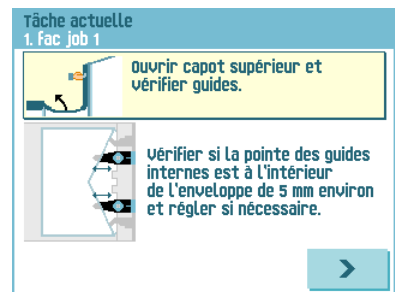 Tâche actuelle
1. Fac job 1
Ouvrir capot supérieur et
vérifier guides.
Vérifier si la pointe des guides
internes est à l'intérieur
de l'enveloppe de 5 mm environ
et régler si nécessaire.